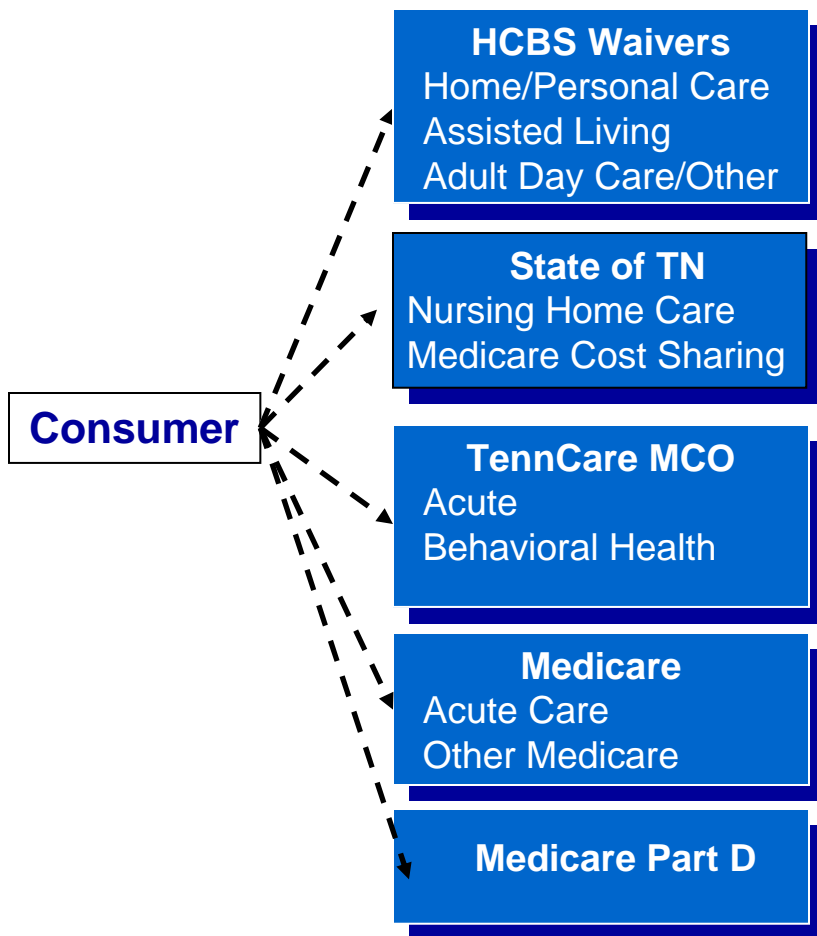 HCBS Waivers
Home/Personal Care
Assisted Living
Adult Day Care/Other
State of TN
Nursing Home Care
Medicare Cost Sharing
Consumer
TennCare MCO
Acute
Behavioral Health
Medicare
Acute Care
Other Medicare
Medicare Part D